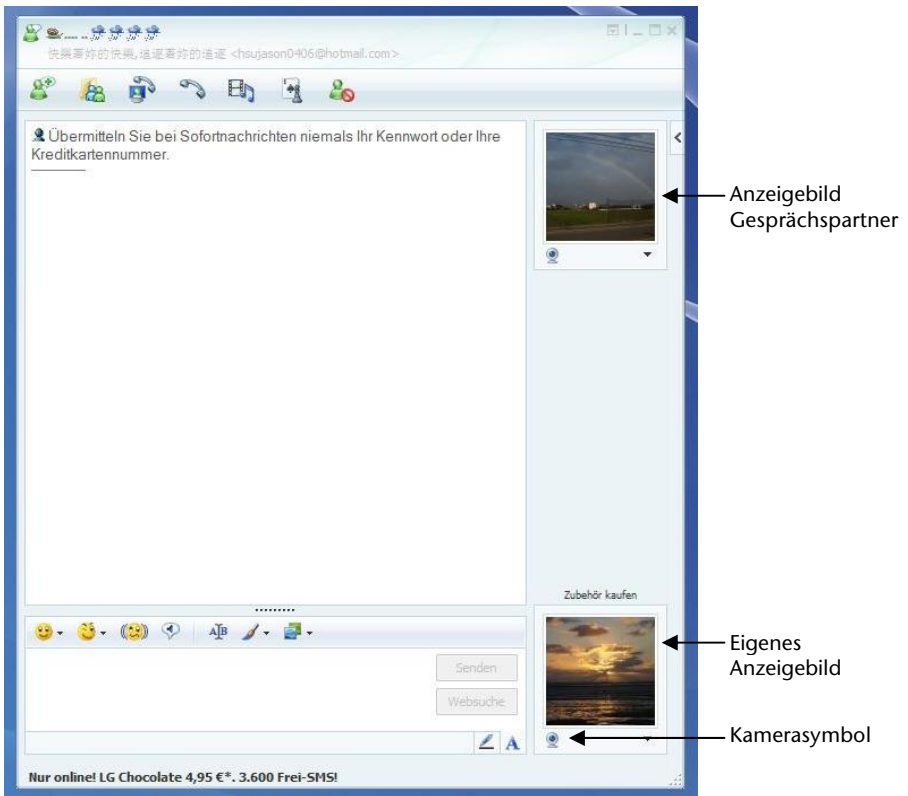 快樂著妳的快樂,追逐著妳的追逐 <hsujason0406@hotmail.com>
Übermitteln Sie bei Sofortnachrichten niemals Ihr Kennwort oder Ihre
Kreditkartennummer.
Anzeigebild
Gesprächspartner
Zubehör kaufen
Eigenes
Anzeigebild
Senden
Websuche
Kamerasymbol
Nur online! LG Chocolate 4,95 €*. 3.600 Frei-SMS!